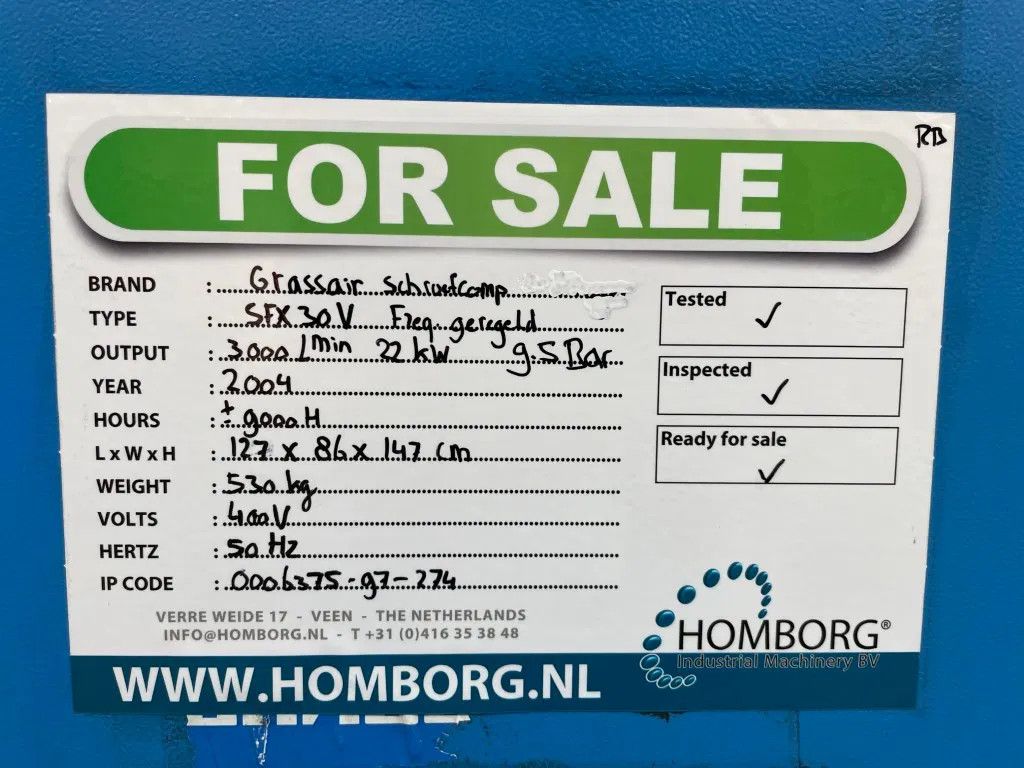 RB
FOR SALE
BRAND : Grassair Schroefcomp
TYPE : SFX 30 V Freq. geregeld
OUTPUT : 3000 L min 22 kW 9.5 Bar
YEAR : 2004
HOURS : ± 9000 H
L x W x H : 127 x 86 x 147 cm
WEIGHT : 530 kg
VOLTS : 400V
HERTZ : 50 Hz
IP CODE : 0006375-97-274
Tested ✓
Inspected ✓
Ready for sale ✓
VERRE WEIDE 17 - VEEN - THE NETHERLANDS
INFO@HOMBORG.NL - T +31 (0)416 35 38 48
HOMBORG®
Industrial Machinery BV
WWW.HOMBORG.NL